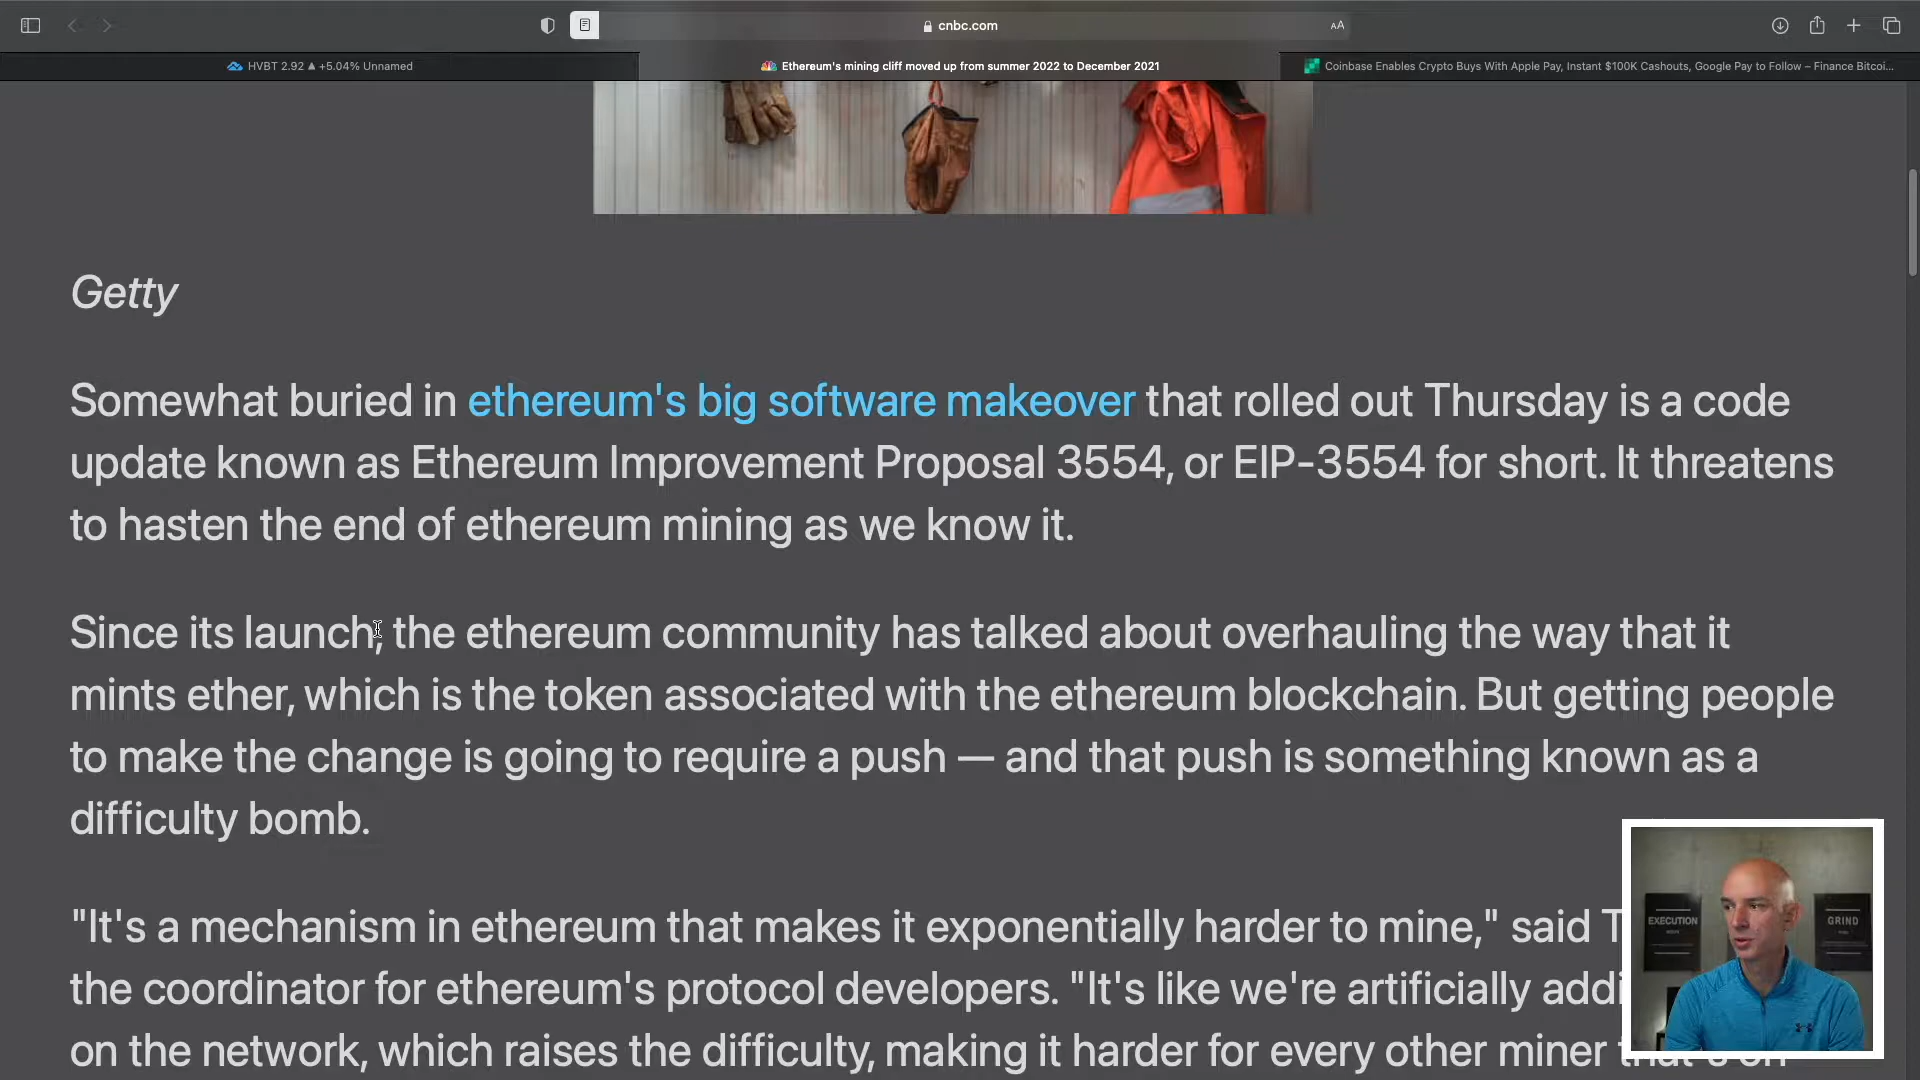 cnbc.com
AA
HVBT 2.92 ▲ +5.04% Unnamed
Ethereum's mining cliff moved up from summer 2022 to December 2021
Coinbase Enables Crypto Buys With Apple Pay, Instant $100K Cashouts, Google Pay to Follow – Finance Bitcoi...
Getty
Somewhat buried in ethereum's big software makeover that rolled out Thursday is a code
update known as Ethereum Improvement Proposal 3554, or EIP-3554 for short. It threatens
to hasten the end of ethereum mining as we know it.
Since its launch, the ethereum community has talked about overhauling the way that it
mints ether, which is the token associated with the ethereum blockchain. But getting people
to make the change is going to require a push — and that push is something known as a
difficulty bomb.
"It's a mechanism in ethereum that makes it exponentially harder to mine," said T
the coordinator for ethereum's protocol developers. "It's like we're artificially addi
on the network, which raises the difficulty, making it harder for every other miner that's on
EXECUTION
GRIND